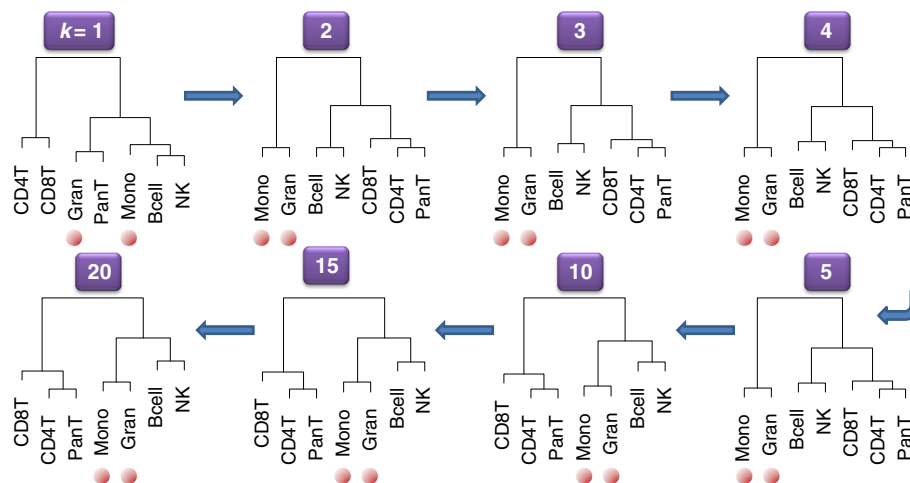 k = 1
2
3
4
CD4T CD8T Gran PanT Mono Bcell NK
Mono Gran Bcell NK CD8T CD4T PanT
Mono Gran Bcell NK CD8T CD4T PanT
Mono Gran Bcell NK CD8T CD4T PanT
20
15
10
5
CD8T CD4T PanT Mono Gran Bcell NK
CD8T CD4T PanT Mono Gran Bcell NK
CD8T CD4T PanT Mono Gran Bcell NK
Mono Gran Bcell NK CD8T CD4T PanT